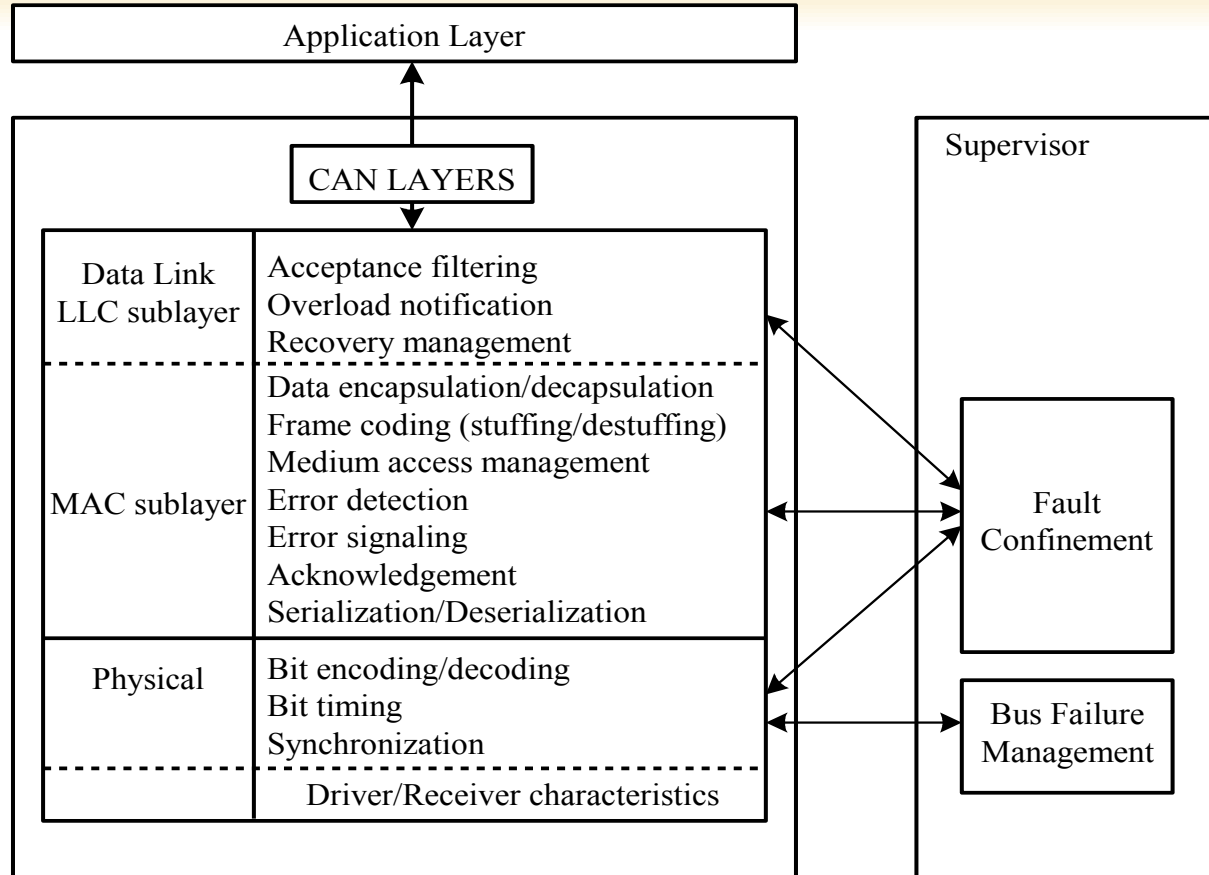 Application Layer
CAN LAYERS
Supervisor
Data Link
LLC sublayer
Acceptance filtering
Overload notification
Recovery management
MAC sublayer
Data encapsulation/decapsulation
Frame coding (stuffing/destuffing)
Medium access management
Error detection
Error signaling
Acknowledgement
Serialization/Deserialization
Physical
Bit encoding/decoding
Bit timing
Synchronization
Driver/Receiver characteristics
Fault
Confinement
Bus Failure
Management